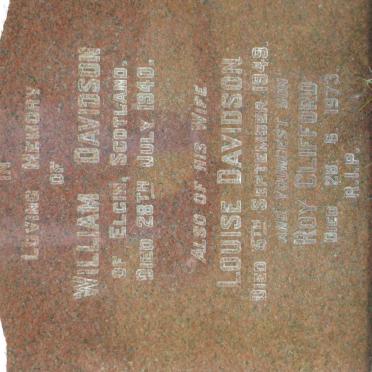 IN
LOVING MEMORY
OF
WILLIAM DAVIDSON
OF ELGIN, SCOTLAND,
DIED 28TH JULY 1940.
ALSO OF HIS WIFE
LOUISE DAVIDSON
DIED 5TH SEPTEMBER 1949.
AND YOUNGEST SON
ROY CLIFFORD
DIED 28 5 1973
R.I.P.